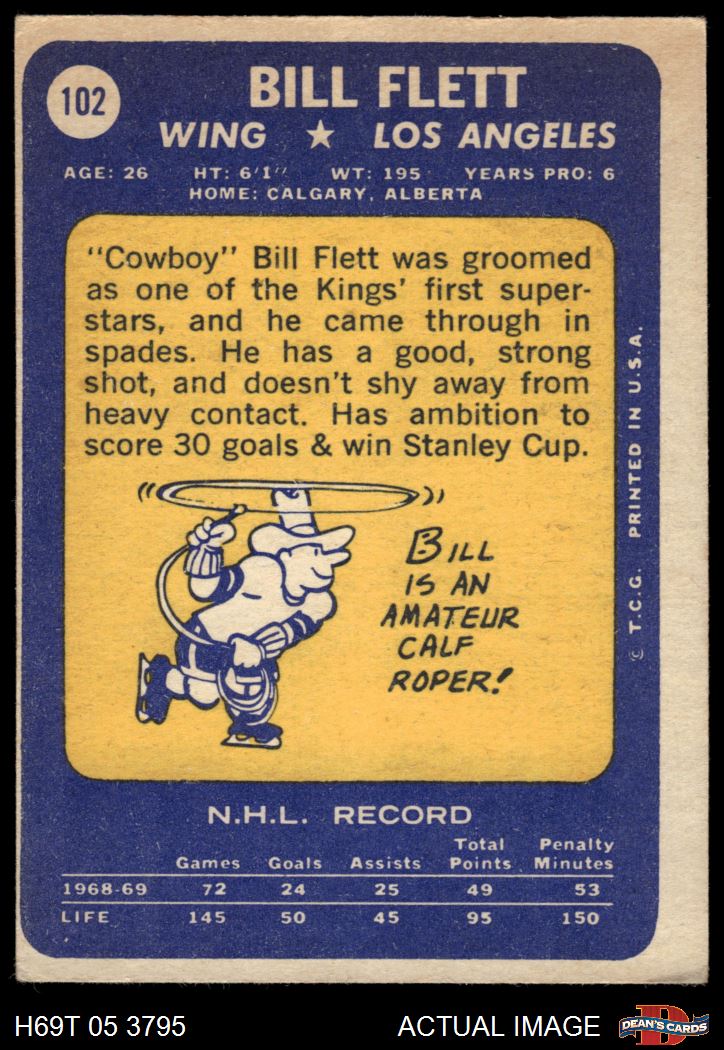 102
BILL FLETT
WING ★ LOS ANGELES
AGE: 26 HT: 6'1" WT: 195 YEARS PRO: 6
HOME: CALGARY, ALBERTA
"Cowboy" Bill Flett was groomed
as one of the Kings' first super-
stars, and he came through in
spades. He has a good, strong
shot, and doesn't shy away from
heavy contact. Has ambition to
score 30 goals & win Stanley Cup.
BILL
IS AN
AMATEUR
CALF
ROPER!
© T.C.G. PRINTED IN U.S.A.
N.H.L. RECORD
Games Goals Assists Total Points Penalty Minutes
1968-69 72 24 25 49 53
LIFE 145 50 45 95 150
H69T 05 3795
ACTUAL IMAGE
D
DEAN'S CARDS